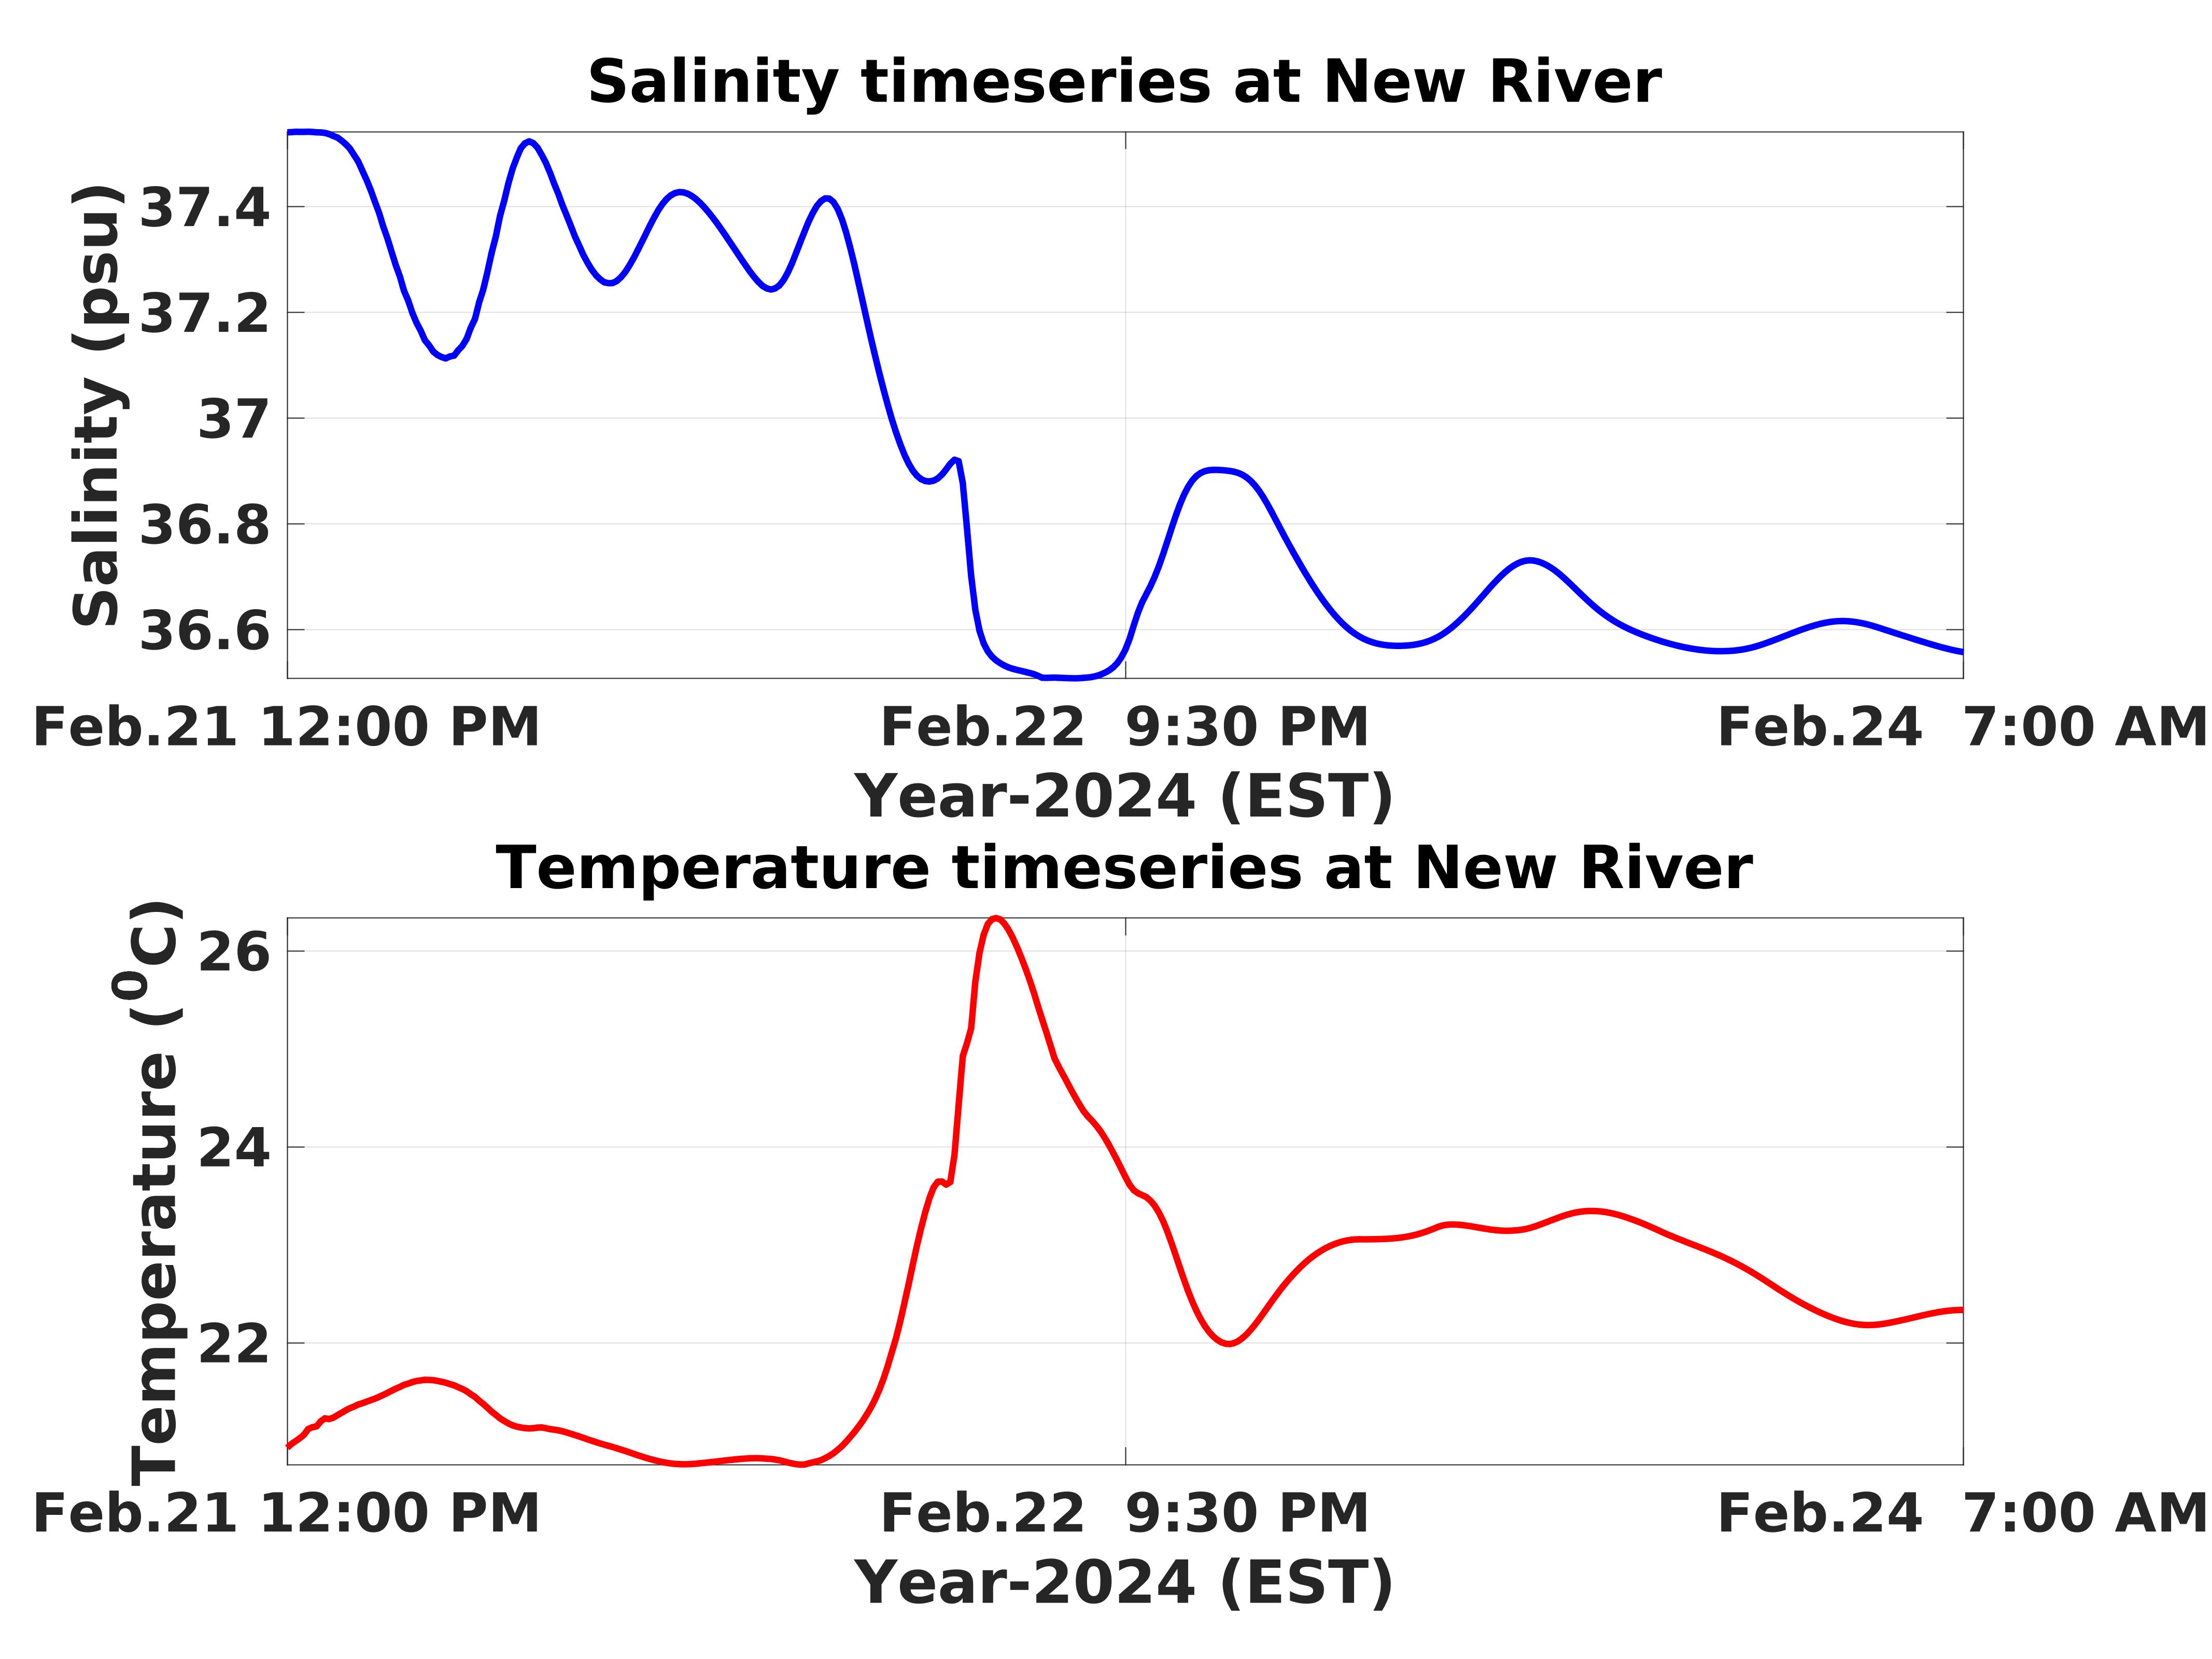 Salinity timeseries at New River
Salinity (psu)
37.4
37.2
37
36.8
36.6
Feb.21 12:00 PM Feb.22 9:30 PM Feb.24 7:00 AM
Year-2024 (EST)
Temperature timeseries at New River
Temperature (⁰C)
26
24
22
Feb.21 12:00 PM Feb.22 9:30 PM Feb.24 7:00 AM
Year-2024 (EST)